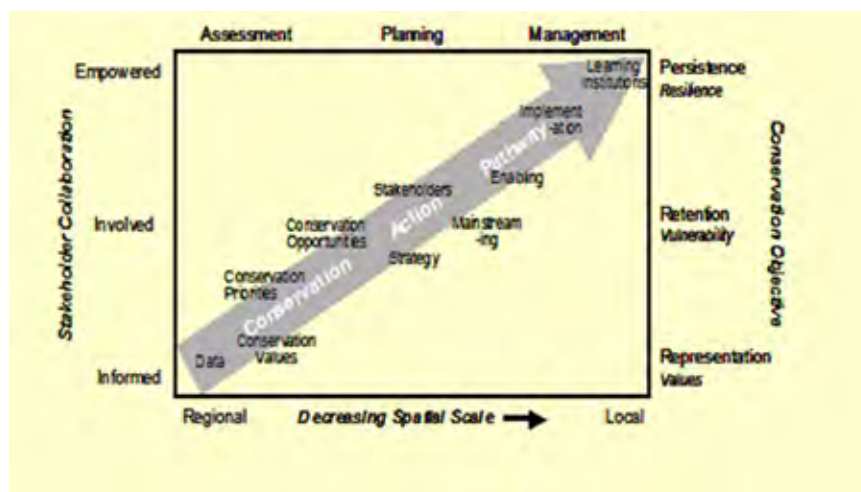 Assessment Planning Management
Empowered
Involved
Informed
Stakeholder Collaboration
Learning
Institutions
Implement
-ation
Enabling
Stakeholders
Mainstream
-ing
Conservation
Opportunities
Strategy
Conservation
Priorities
Conservation
Values
Data
Conservation Action Pathway
Persistence
Resilience
Retention
Vulnerability
Representation
Values
Conservation Objective
Regional Decreasing Spatial Scale Local